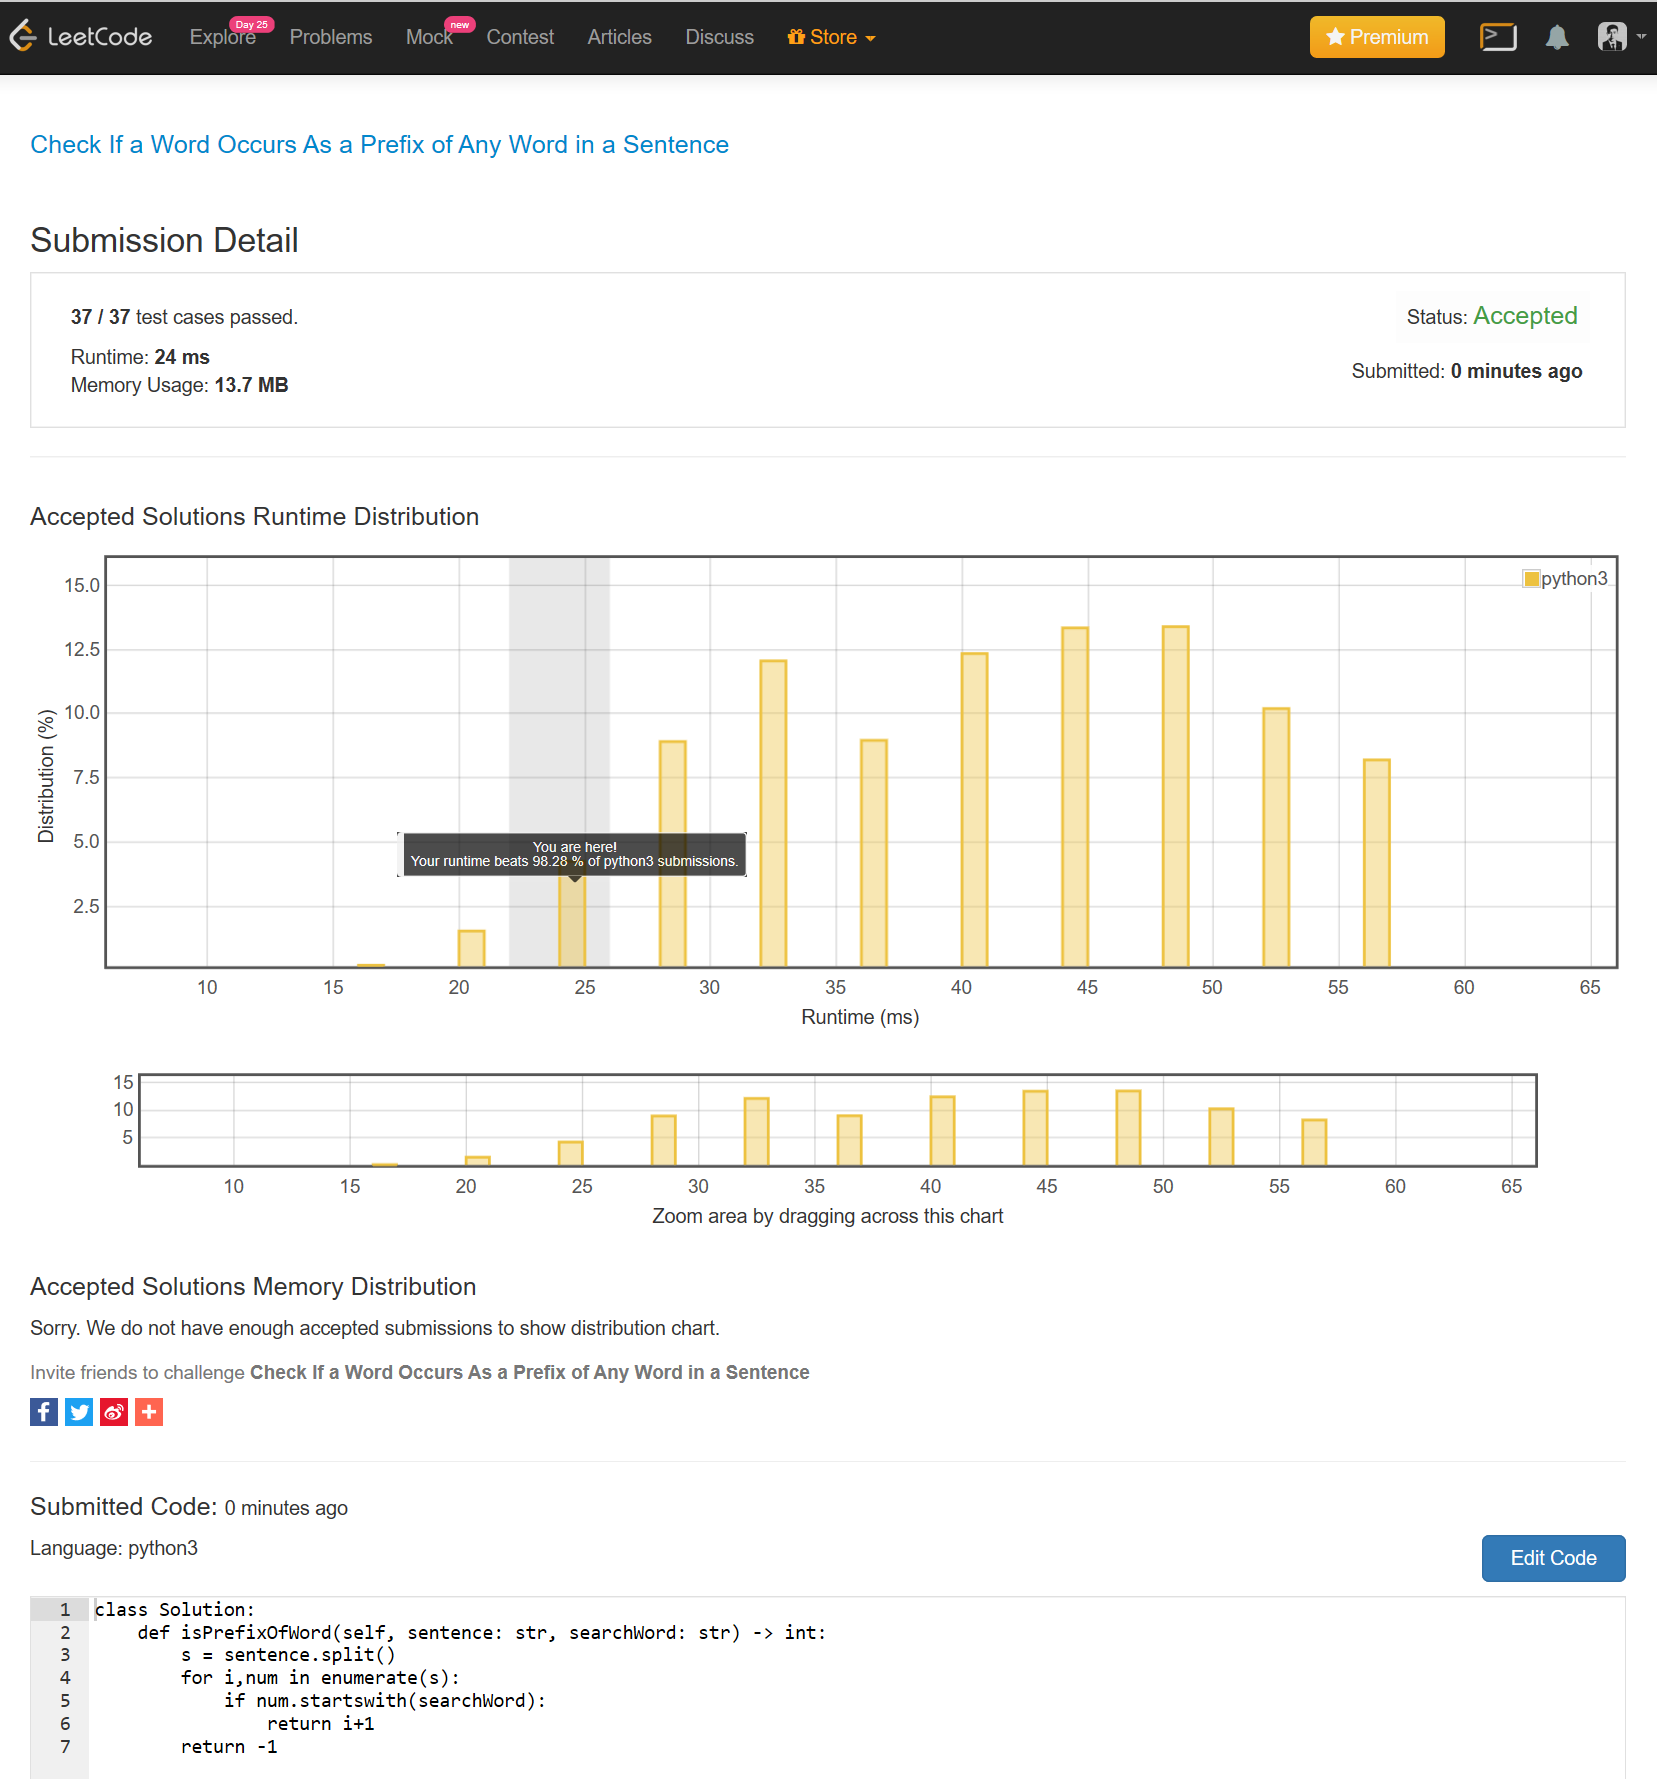 LeetCode Explore Day 25 Problems Mock new Contest Articles Discuss Store Premium
Check If a Word Occurs As a Prefix of Any Word in a Sentence
Submission Detail
37 / 37 test cases passed.
Status: Accepted
Runtime: 24 ms
Submitted: 0 minutes ago
Memory Usage: 13.7 MB
Accepted Solutions Runtime Distribution
python3
15.0
12.5
10.0
7.5
5.0
2.5
Distribution (%)
You are here!
Your runtime beats 98.28 % of python3 submissions.
10 15 20 25 30 35 40 45 50 55 60 65
Runtime (ms)
15
10
5
10 15 20 25 30 35 40 45 50 55 60 65
Zoom area by dragging across this chart
Accepted Solutions Memory Distribution
Sorry. We do not have enough accepted submissions to show distribution chart.
Invite friends to challenge Check If a Word Occurs As a Prefix of Any Word in a Sentence
Submitted Code: 0 minutes ago
Language: python3
Edit Code
1 class Solution:
2     def isPrefixOfWord(self, sentence: str, searchWord: str) -> int:
3         s = sentence.split()
4         for i,num in enumerate(s):
5             if num.startswith(searchWord):
6                 return i+1
7         return -1